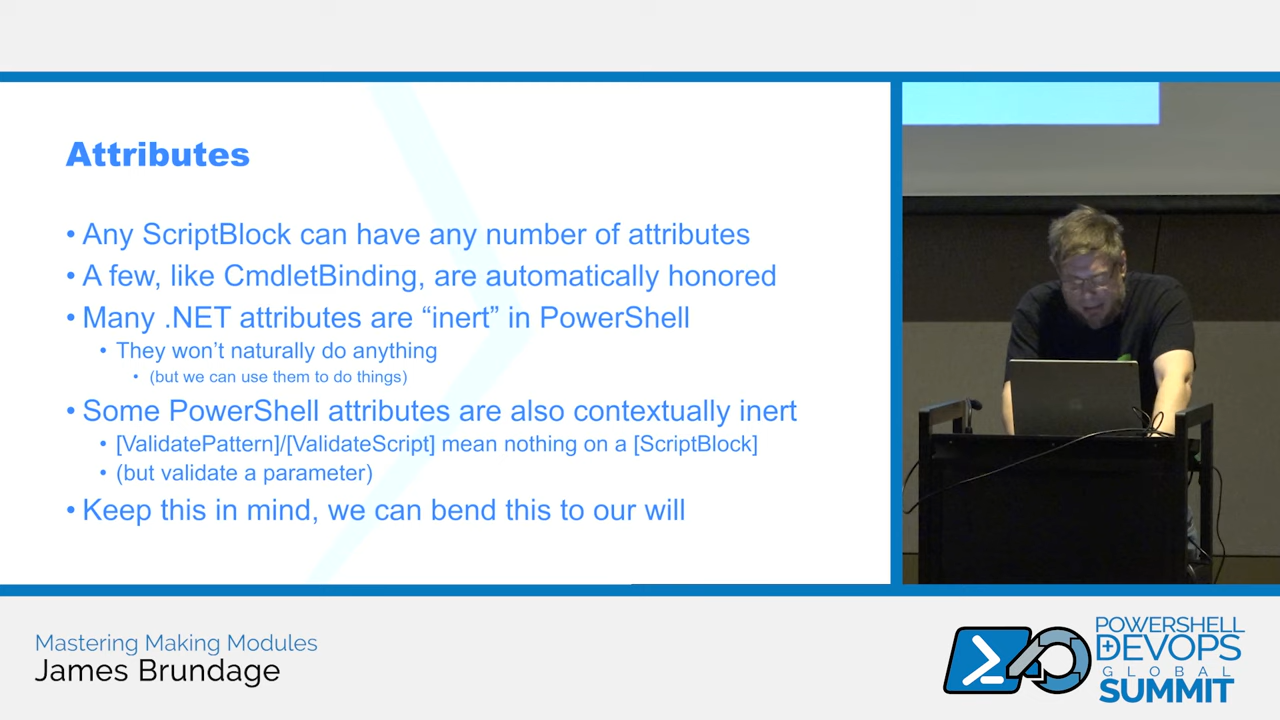 Attributes
• Any ScriptBlock can have any number of attributes
• A few, like CmdletBinding, are automatically honored
• Many .NET attributes are “inert” in PowerShell
• They won’t naturally do anything
• (but we can use them to do things)
• Some PowerShell attributes are also contextually inert
• [ValidatePattern]/[ValidateScript] mean nothing on a [ScriptBlock]
• (but validate a parameter)
• Keep this in mind, we can bend this to our will
Mastering Making Modules
James Brundage
POWERSHELL
DEVOPS
GLOBAL
SUMMIT